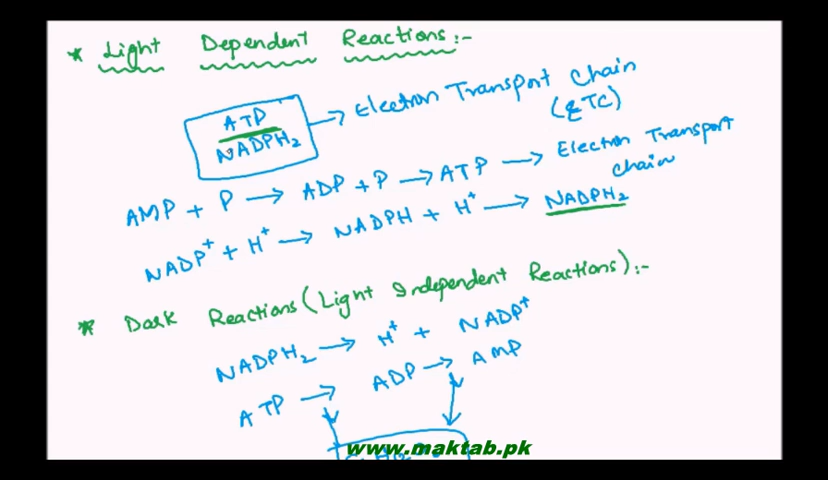 * Light Dependent Reactions:-
ATP
NADPH₂ → Electron Transport Chain
(ETC)
AMP + P → ADP + P → ATP → Electron Transport
chain
NADP⁺ + H⁺ → NADPH + H⁺ → NADPH₂
* Dark Reactions (Light Independent Reactions):-
NADPH₂ → H⁺ + NADP⁺
ATP → ADP → AMP
www.maktab.pk